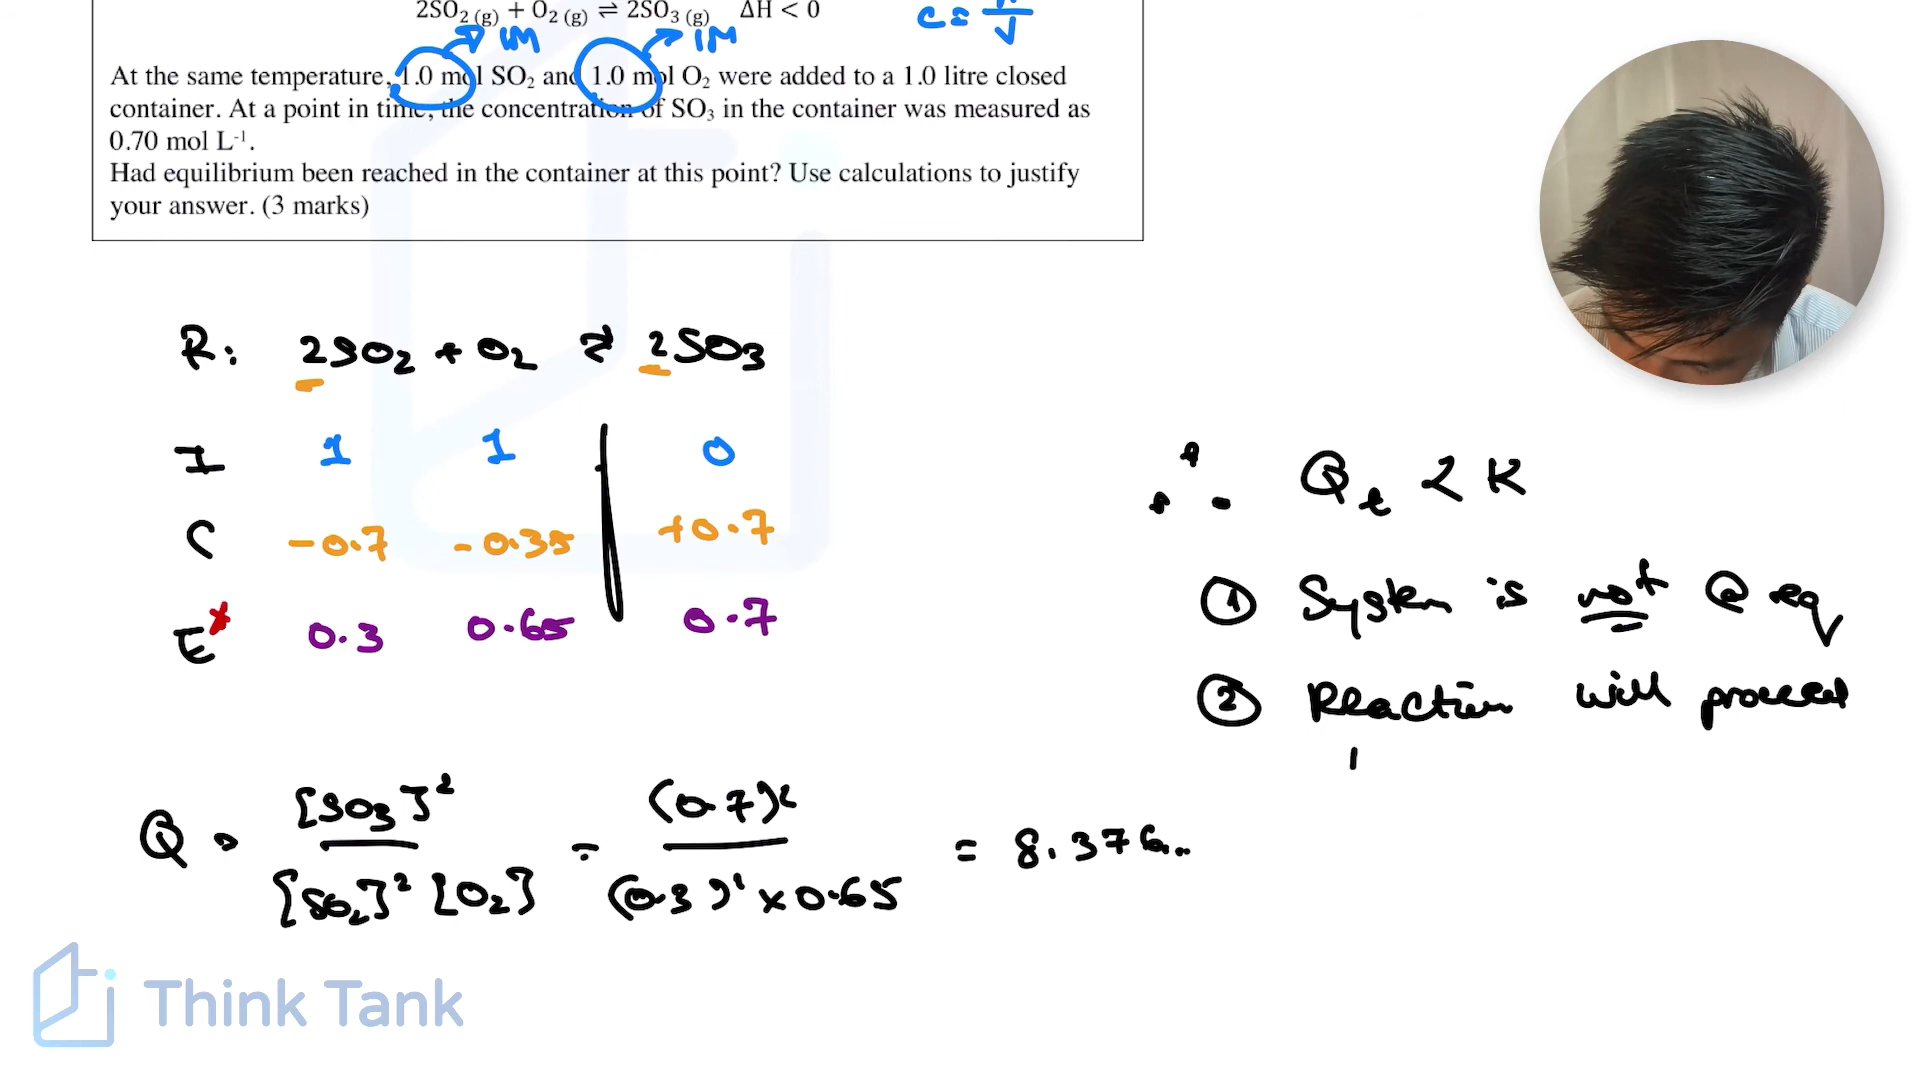 2SO₂ (g) + O₂ (g) ⇌ 2SO₃ (g) ΔH < 0
1M 1M
At the same temperature, 1.0 mol SO₂ and 1.0 mol O₂ were added to a 1.0 litre closed
container. At a point in time, the concentration of SO₃ in the container was measured as
0.70 mol L⁻¹.
Had equilibrium been reached in the container at this point? Use calculations to justify
your answer. (3 marks)
R: 2SO₂ + O₂ ⇌ 2SO₃
I 1 1 0
C -0.7 -0.35 +0.7
E* 0.3 0.65 0.7
∴ Qt < K
① System is not @ eq
② Reaction will proceed
Q = [SO₃]² / [SO₂]² [O₂] = (0.7)² / (0.3)² × 0.65 = 8.376...
Think Tank